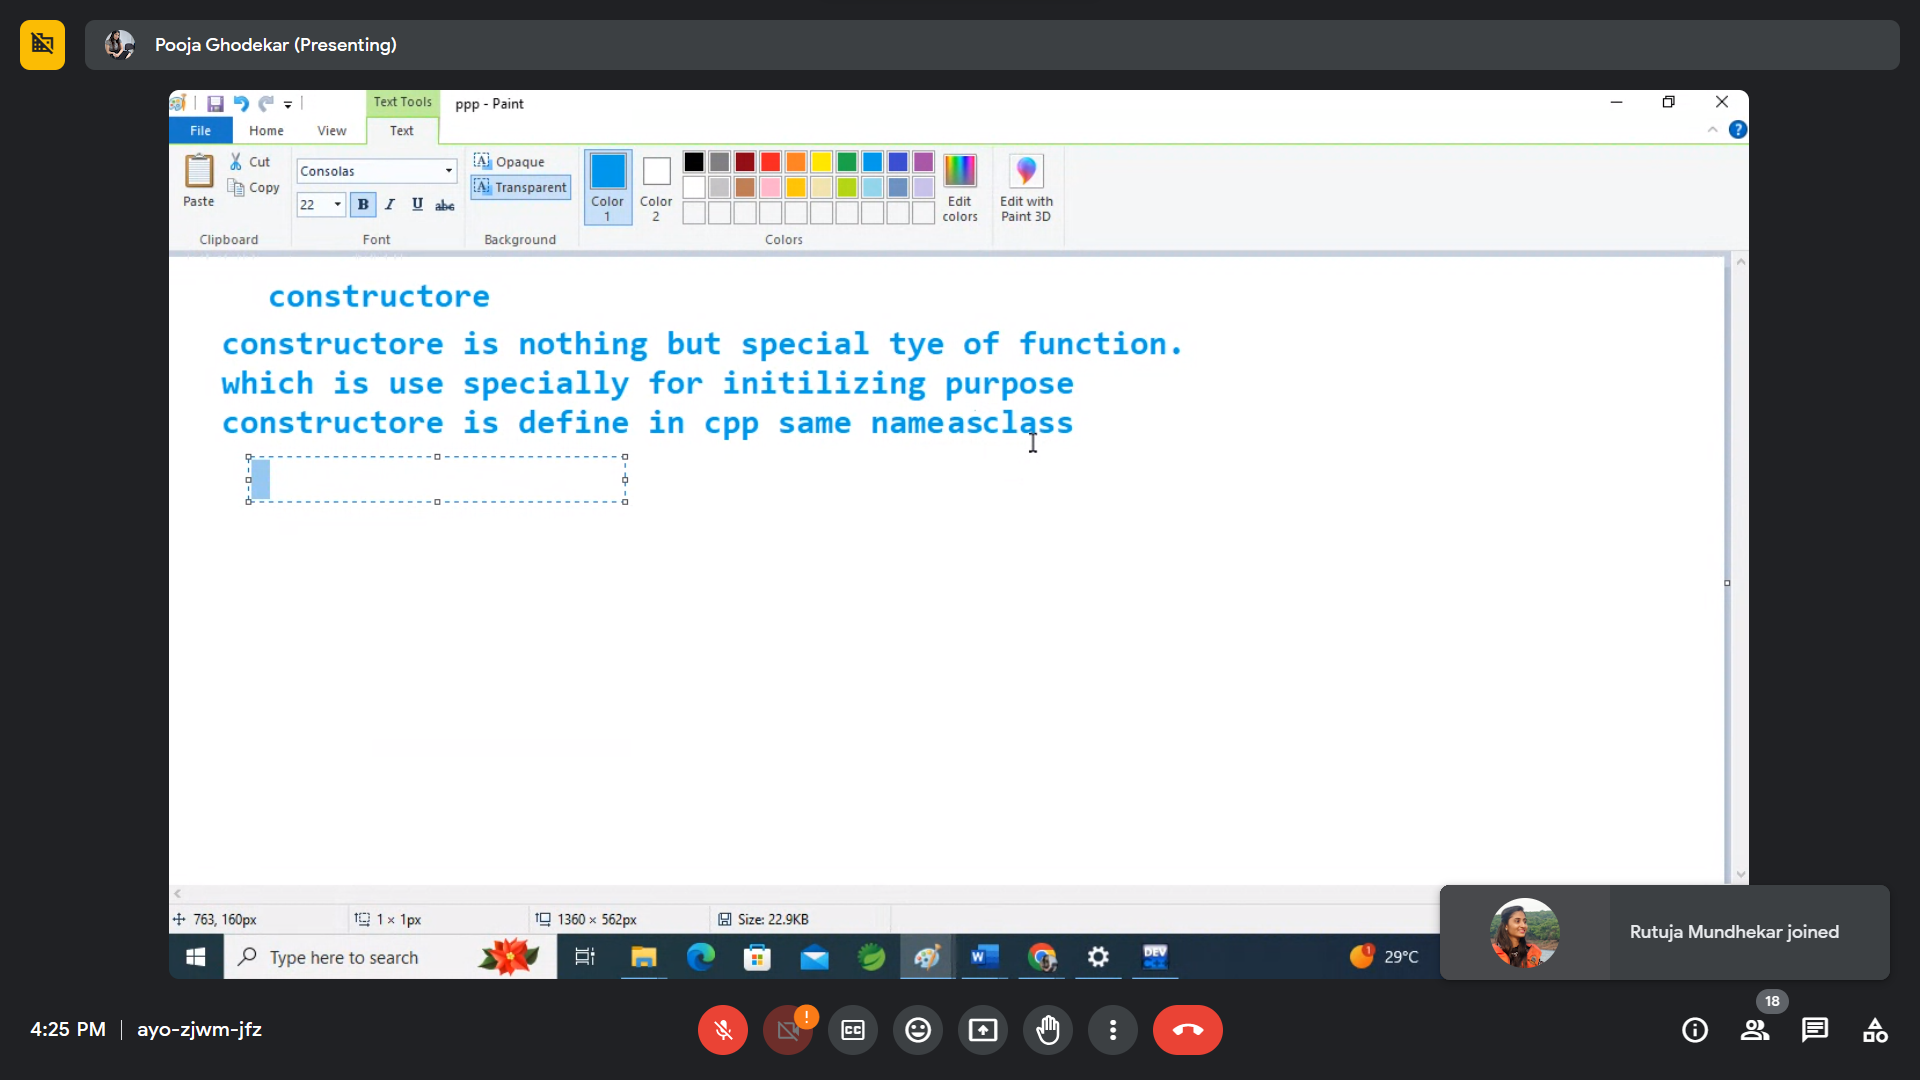 Pooja Ghodekar (Presenting)
Text Tools
ppp - Paint
File
Home
View
Text
Paste
Cut
Copy
Clipboard
Consolas
22
B
I
U
abc
Font
A Opaque
A Transparent
Background
Color 1
Color 2
Edit colors
Colors
Edit with Paint 3D
?
constructore
constructore is nothing but special tye of function.
which is use specially for initilizing purpose
constructore is define in cpp same nameasclass
763, 160px
1 × 1px
1360 × 562px
Size: 22.9KB
Type here to search
W
DEV
1
29°C
Rutuja Mundhekar joined
4:25 PM
ayo-zjwm-jfz
!
CC
18